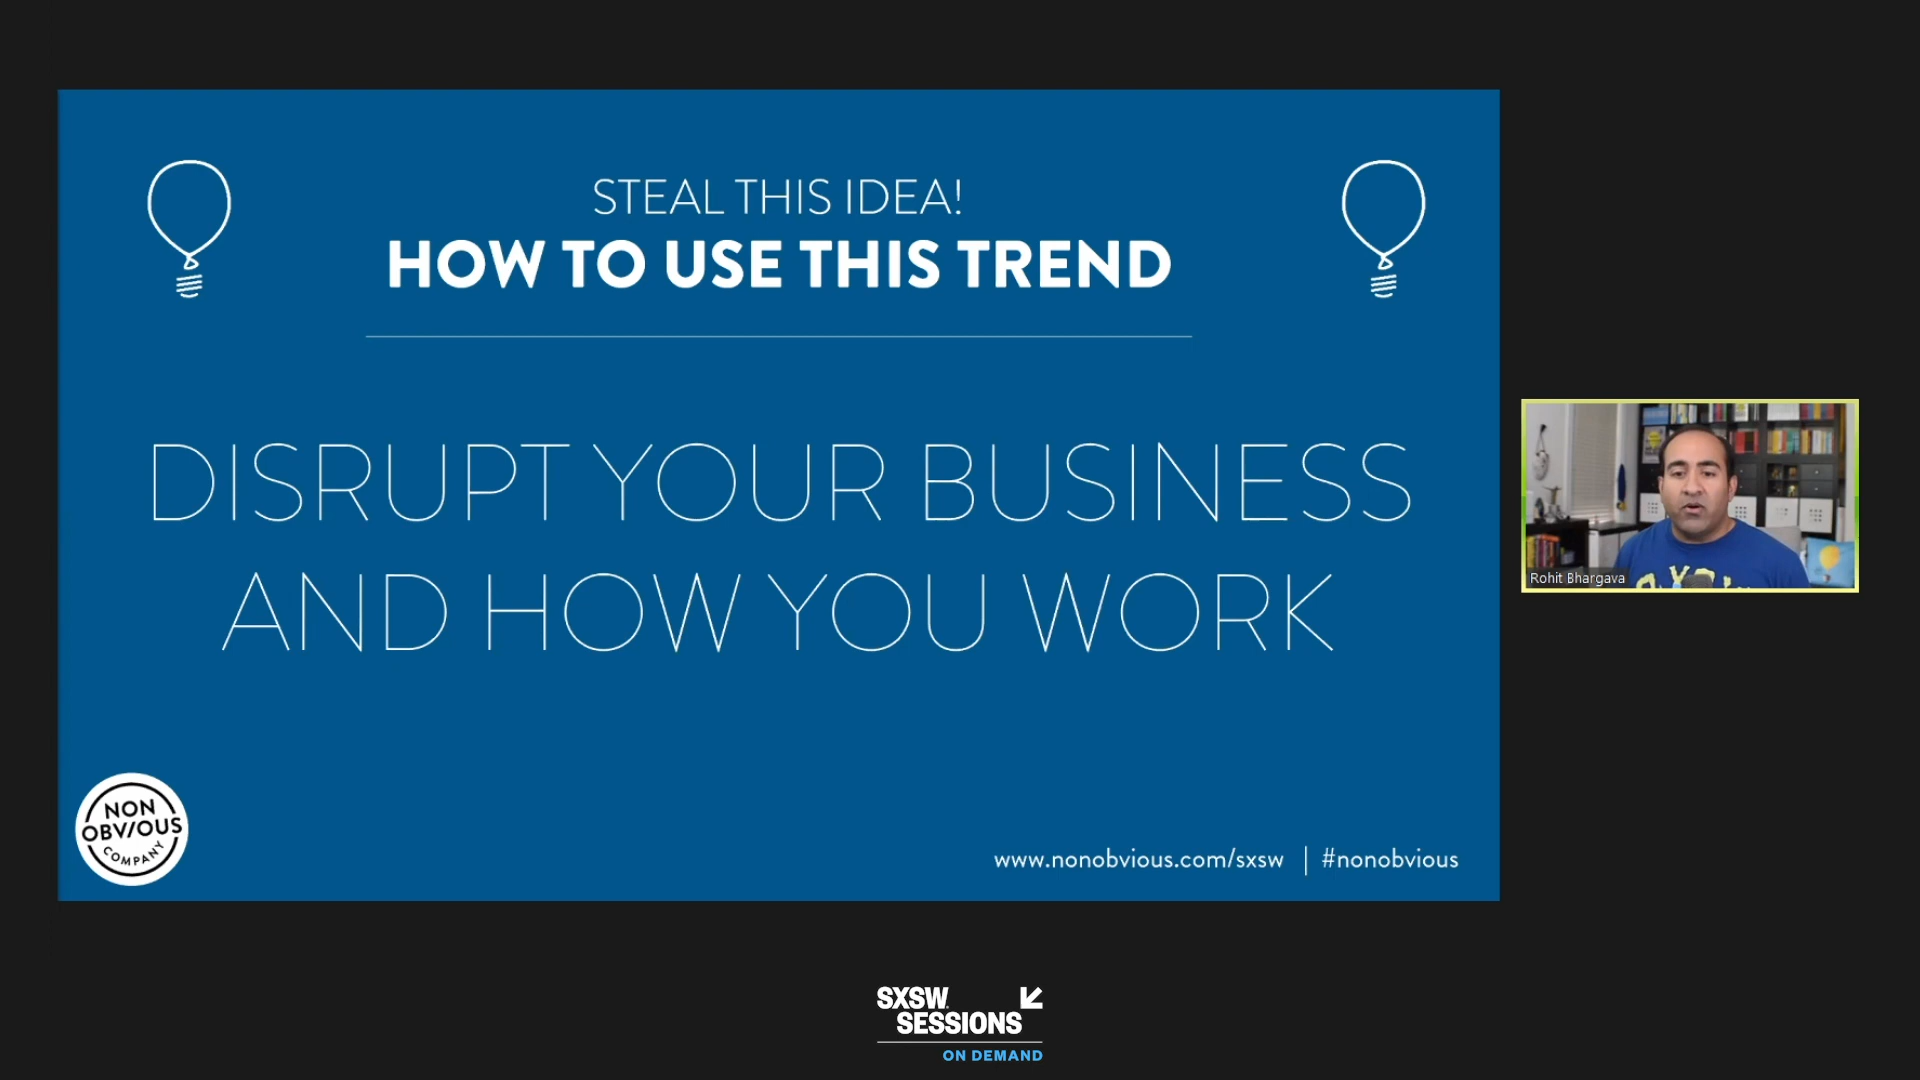 STEAL THIS IDEA!
HOW TO USE THIS TREND
DISRUPT YOUR BUSINESS
AND HOW YOU WORK
NON
OBV/OUS
COMPANY
www.nonobvious.com/sxsw | #nonobvious
Rohit Bhargava
SXSW
SESSIONS
ON DEMAND